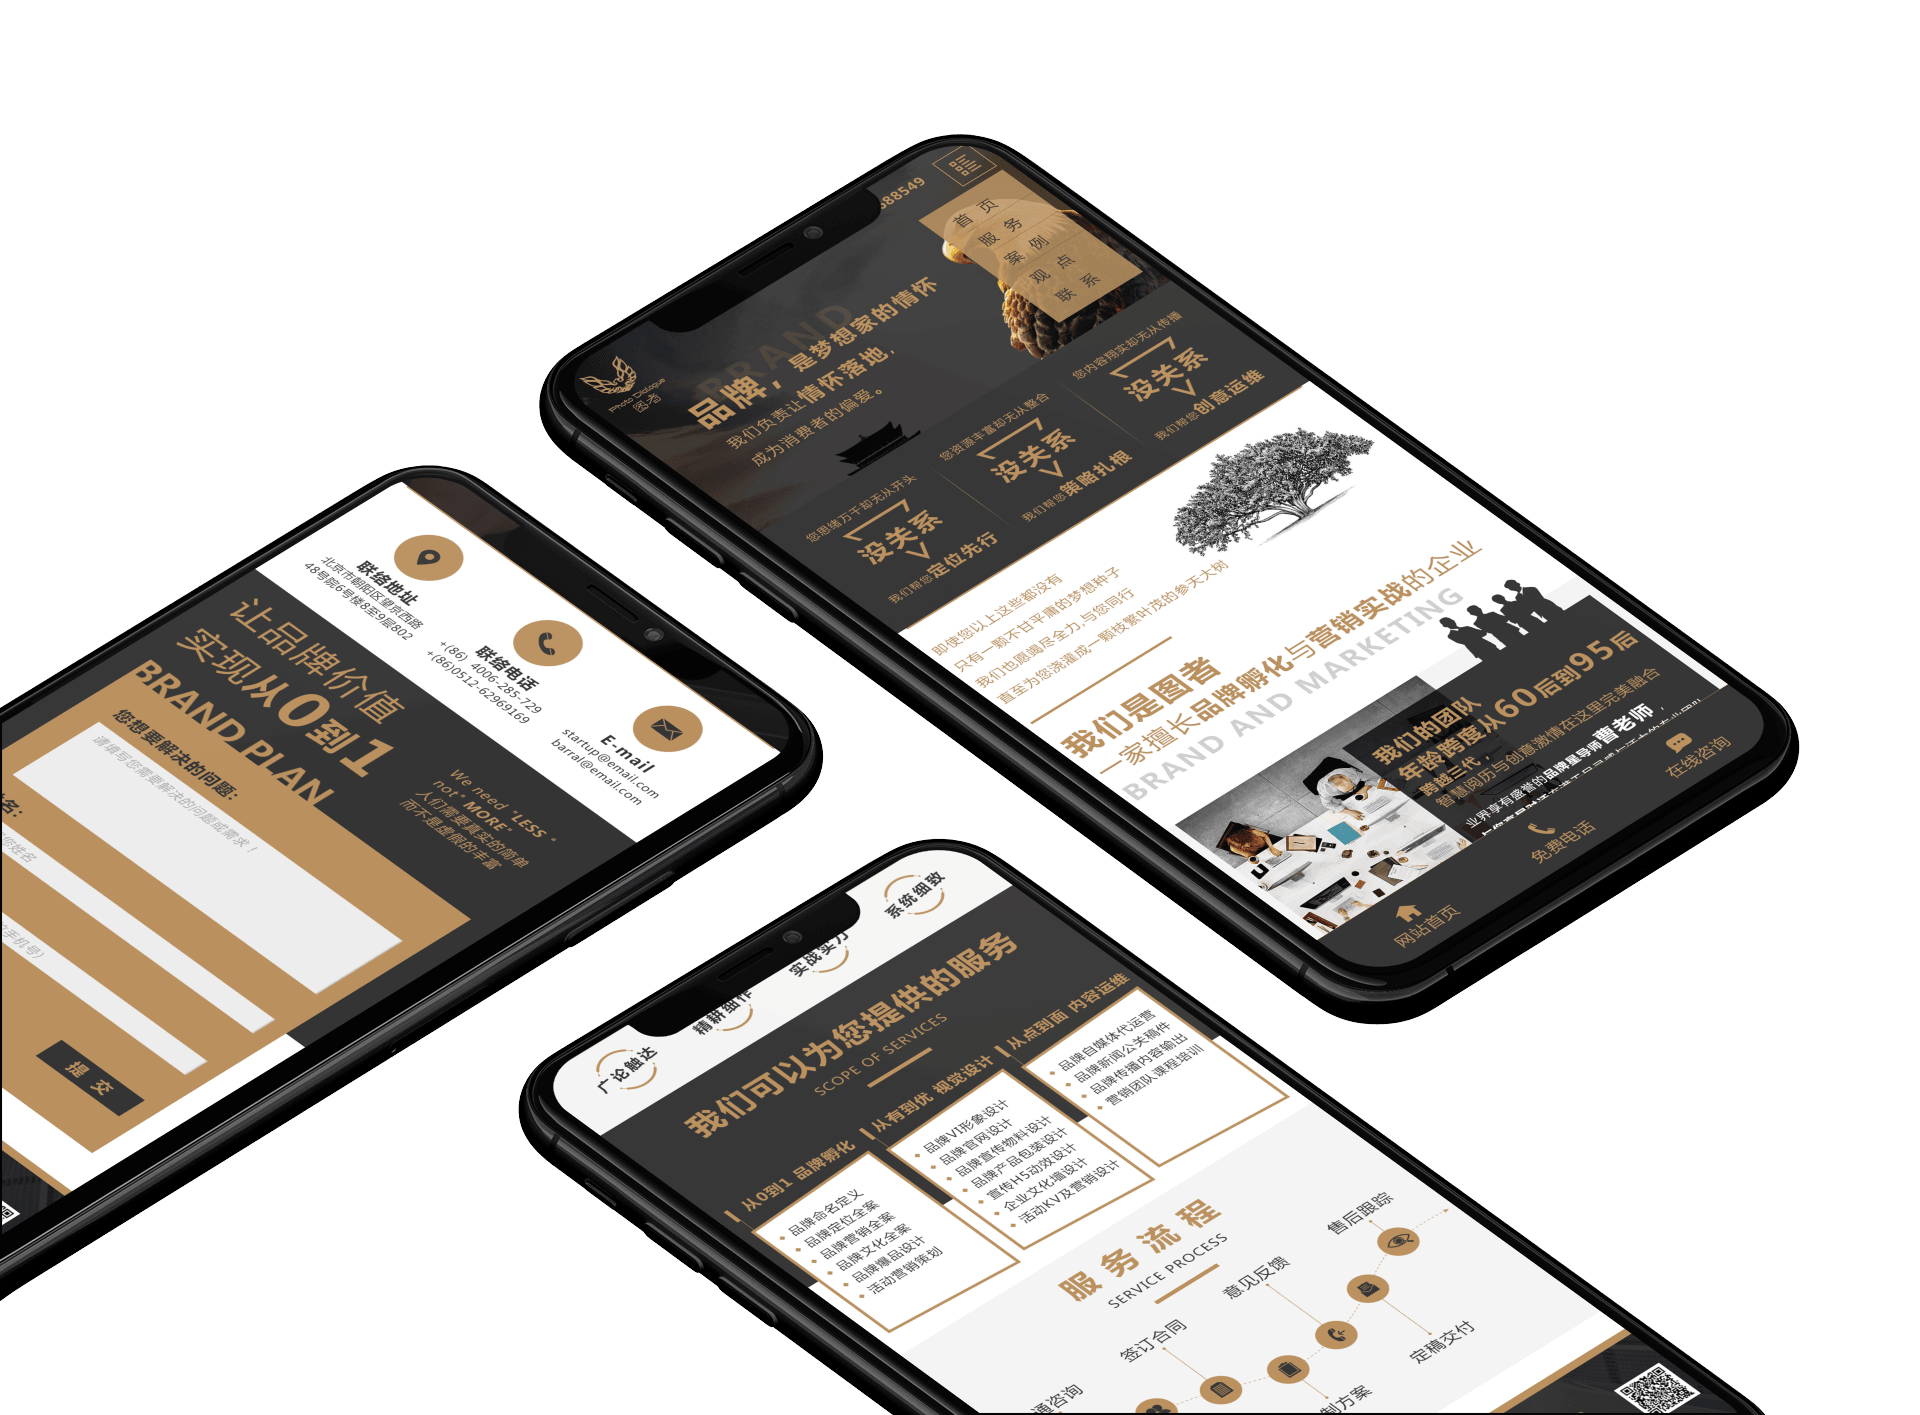 688549
首 页
服 务
案 例
观 点
联 系
Photo Dialogue
图者
BRAND
品牌，是梦想家的情怀
我们负责让情怀落地，
成为消费者的偏爱。
您思绪万千却无从开头
没关系
我们帮您定位先行
您资源丰富却无从整合
没关系
我们帮您策略扎根
您内容翔实却无从传播
没关系
我们帮您创意运维
即使您以上这些都没有
只有一颗不甘平庸的梦想种子
我们也愿竭尽全力,与您同行
直至为您浇灌成一颗枝繁叶茂的参天大树
我们是图者
一家擅长品牌孵化与营销实战的企业
BRAND AND MARKETING
我们的团队
年龄跨度从60后到95后
跨越三代，
智慧阅历与创意激情在这里完美融合
业界享有盛誉的品牌星导师曹老师，
网站首页
免费电话
在线咨询
联络地址
北京市朝阳区望京西路
48号院6号楼8至9层802
联络电话
+(86) 4006-285-729
+(86)0512-62969169
E-mail
startup@email.com
barral@email.com
让品牌价值
实现从0到1
BRAND PLAN
We need "LESS"
not" MORE"
人们需要真实的简单
而不是虚假的丰富
您想要解决的问题:
请填写您需要解决的问题或需求！
名:
您姓名
手机号)
提 交
广论触达
精耕细作
实战实力
系统细致
我们可以为您提供的服务
SCOPE OF SERVICES
从0到1 品牌孵化
品牌命名定义
品牌定位全案
品牌营销全案
品牌文化全案
品牌爆品设计
活动营销策划
从有到优 视觉设计
品牌VI形象设计
品牌官网设计
品牌宣传物料设计
品牌产品包装设计
宣传H5动效设计
企业文化墙设计
活动KV及营销设计
从点到面 内容运维
品牌自媒体代运营
品牌新闻公关稿件
品牌传播内容输出
营销团队课程培训
服 务 流 程
SERVICE PROCESS
通咨询
签订合同
制方案
意见反馈
定稿交付
售后跟踪